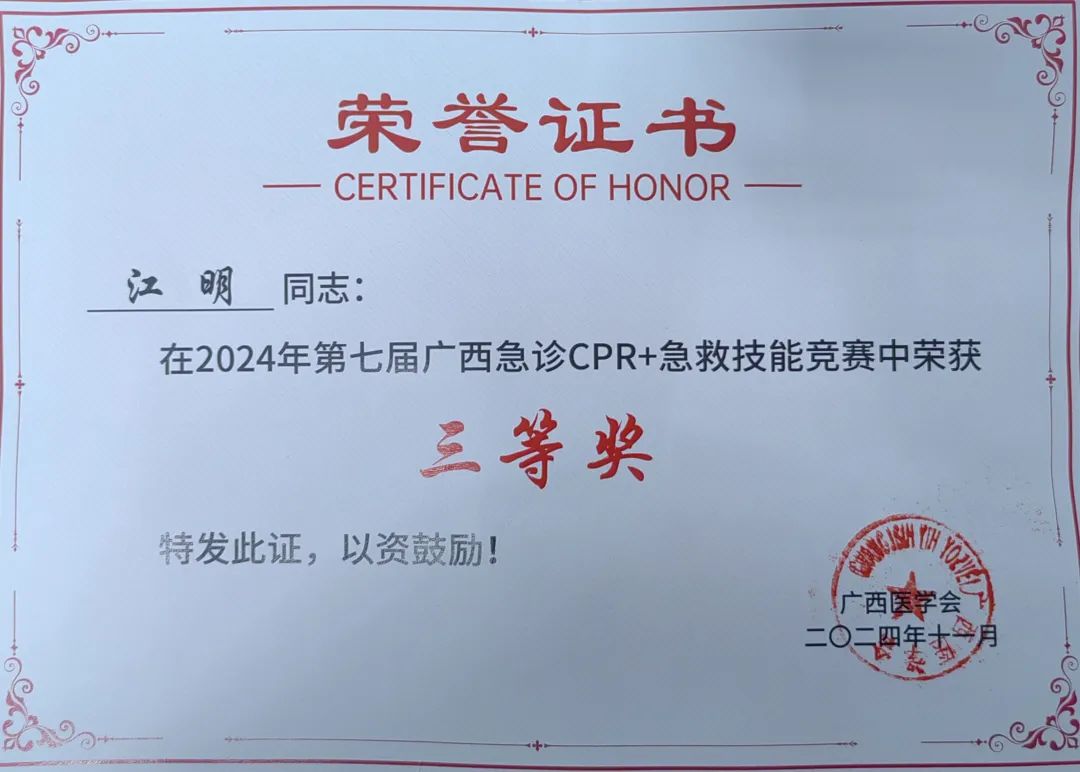 荣誉证书
CERTIFICATE OF HONOR
江 明 同志：
在2024年第七届广西急诊CPR+急救技能竞赛中荣获
三等奖
特发此证，以资鼓励！
广西医学会
二〇二四年十一月